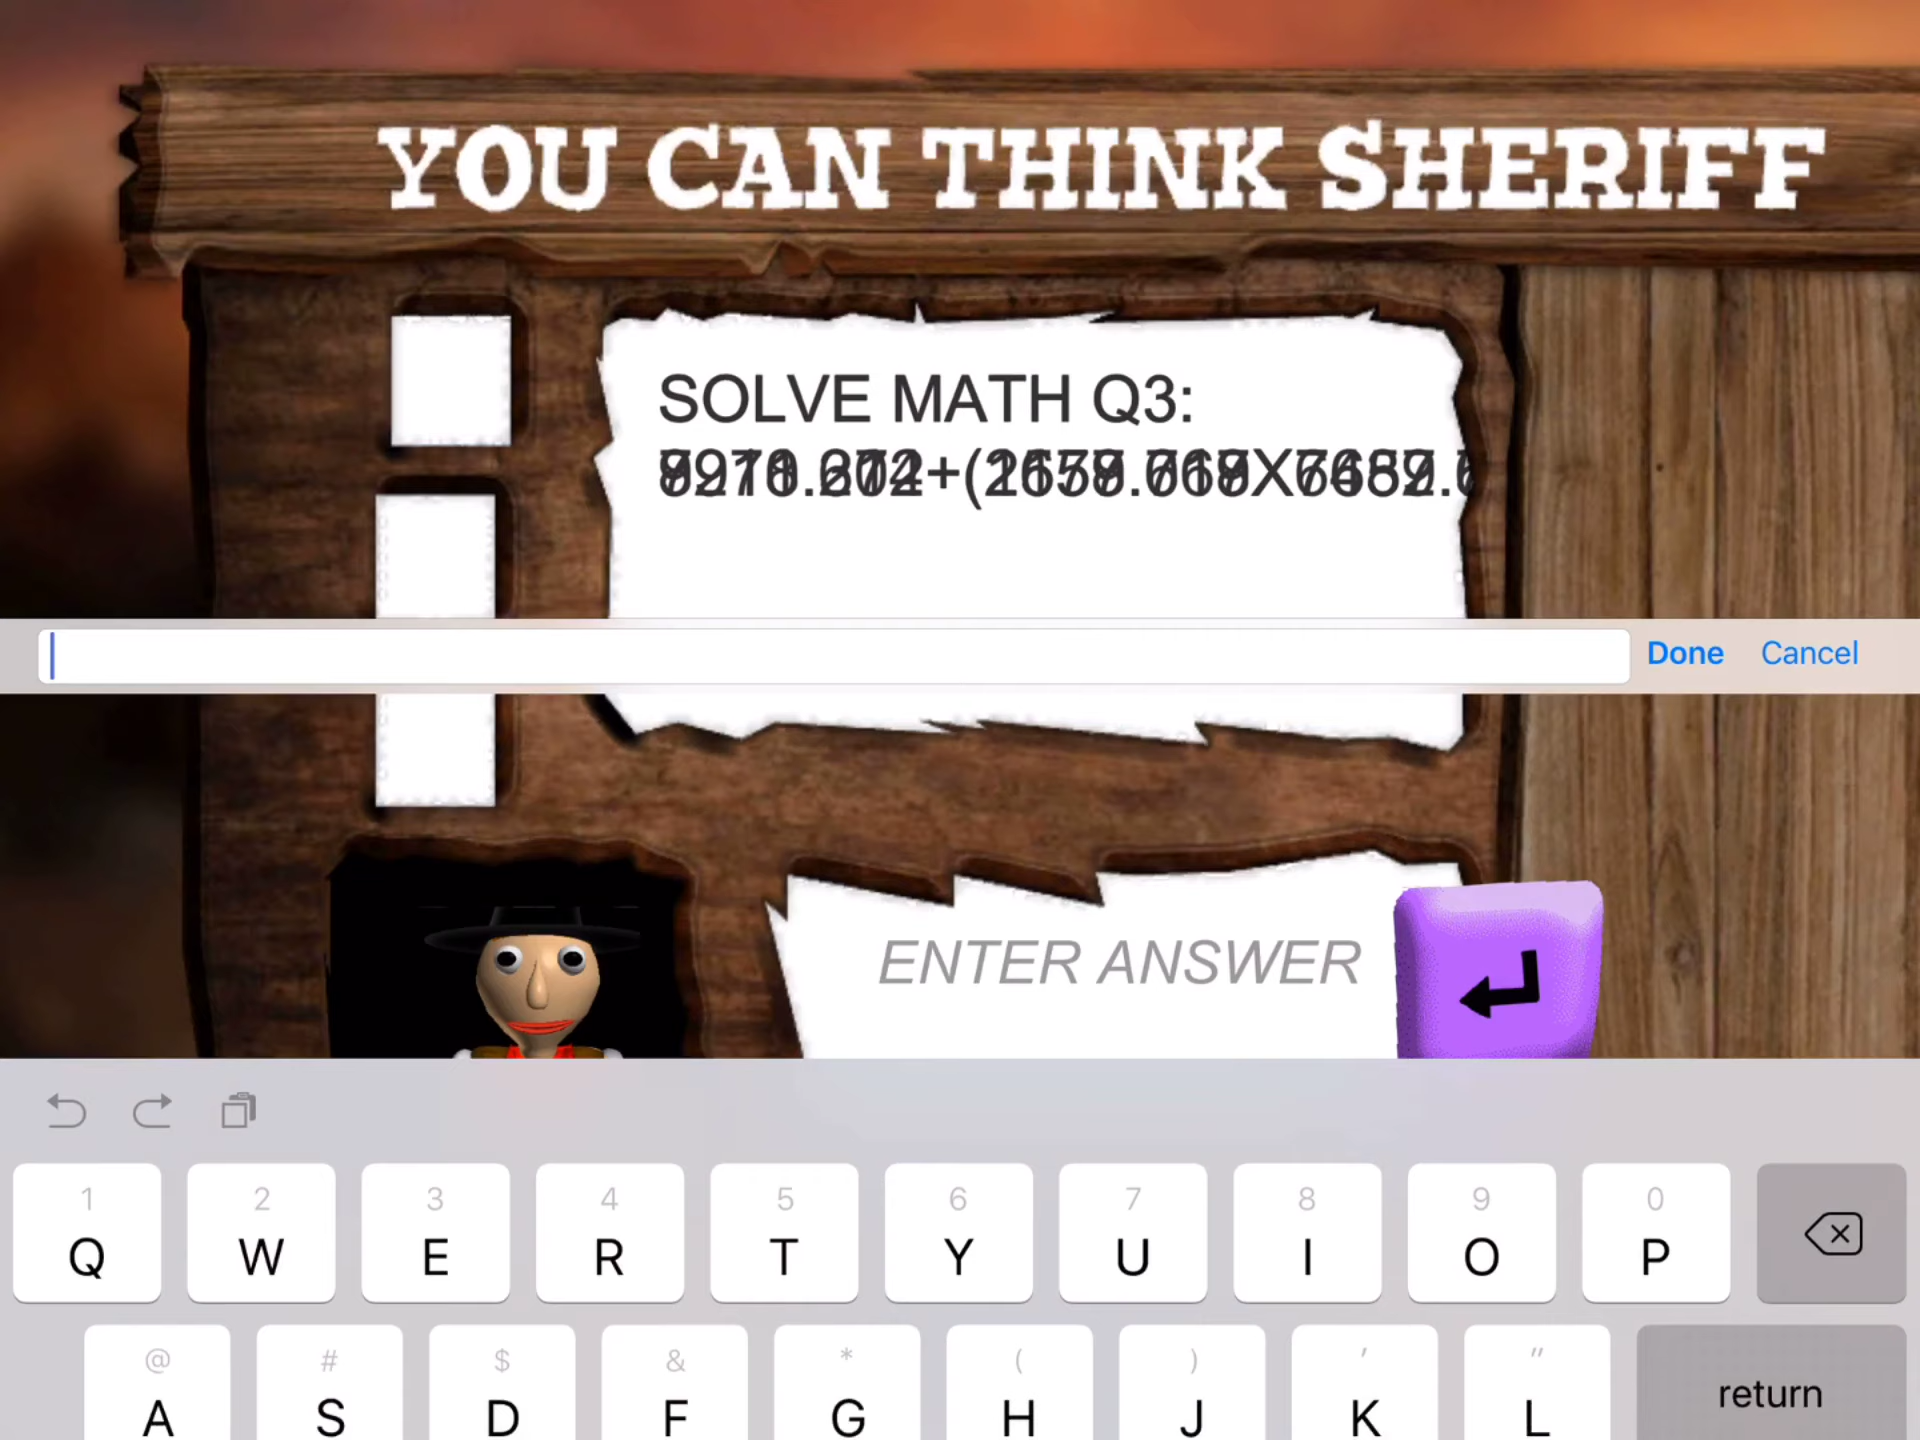 YOU CAN THINK SHERIFF
SOLVE MATH Q3:
Done Cancel
ENTER ANSWER
1 2 3 4 5 6 7 8 9 0
Q W E R T Y U I O P
@ # $ & * ( ) ' "
A S D F G H J K L return